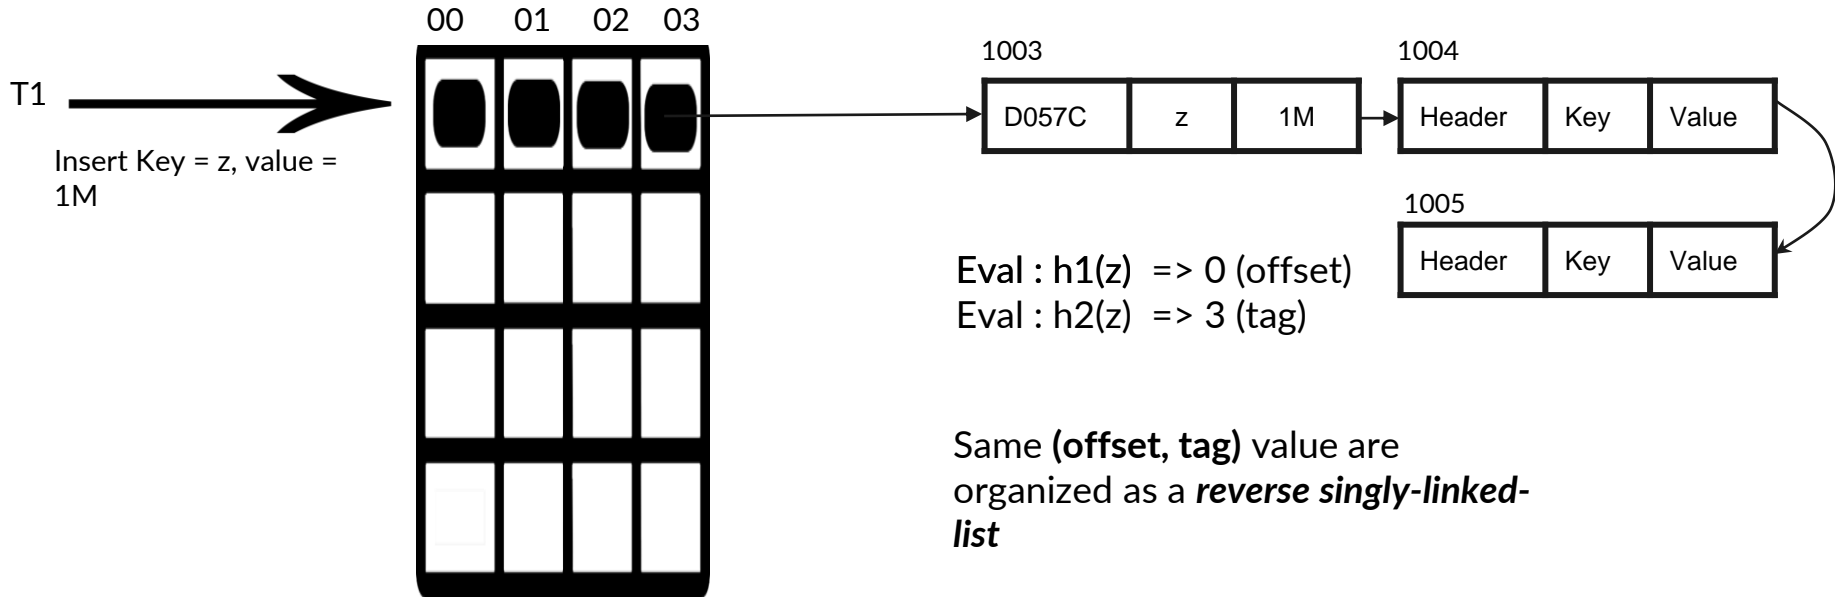 00 01 02 03
T1
Insert Key = z, value =
1M
1003
D057C z 1M
1004
Header Key Value
1005
Header Key Value
Eval : h1(z) => 0 (offset)
Eval : h2(z) => 3 (tag)
Same (offset, tag) value are
organized as a reverse singly-linked-
list